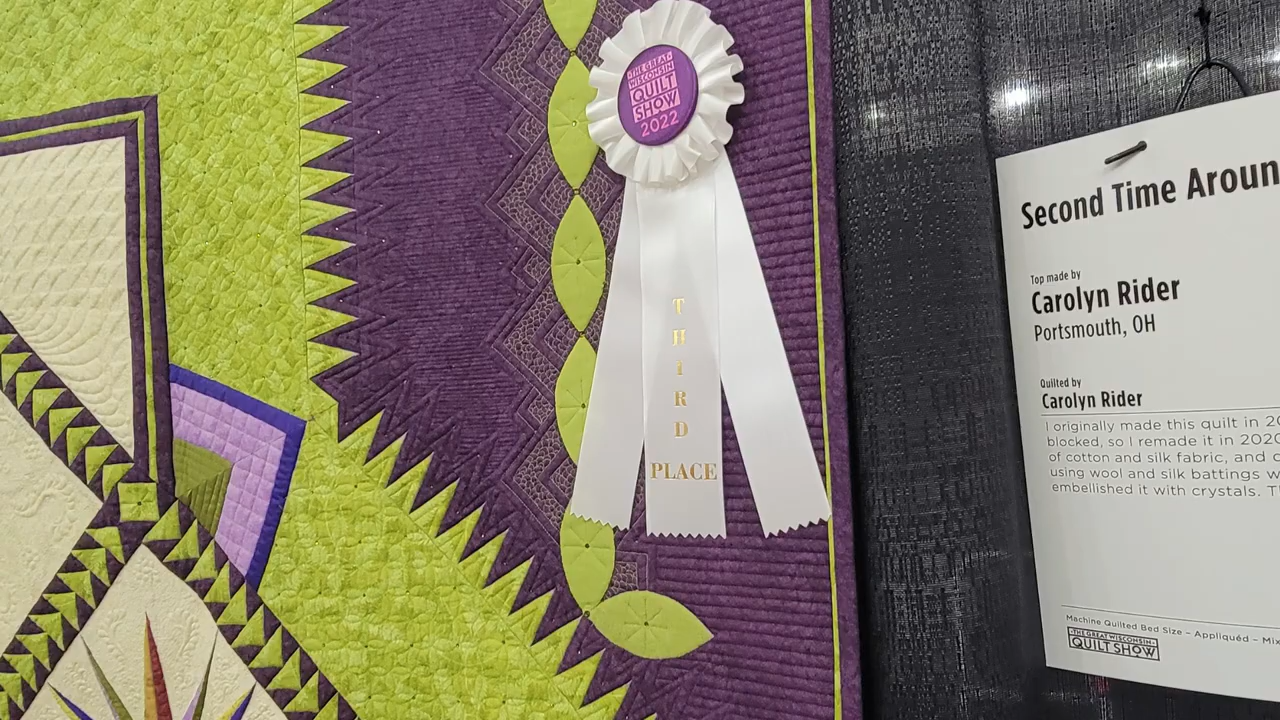 THE GREAT
WISCONSIN
QUILT
SHOW
2022
THIRD
PLACE
Second Time
Top made by
Carolyn Rider
Portsmouth, OH
Quilted by
Carolyn Rider
I originally made this quilt in
blocked, so I remade it in 2020
of cotton and silk fabric, and
using wool and silk battings
embellished it with crystals.
Machine Quilted Bed Size – Appliquéd –
THE GREAT WISCONSIN
QUILT SHOW